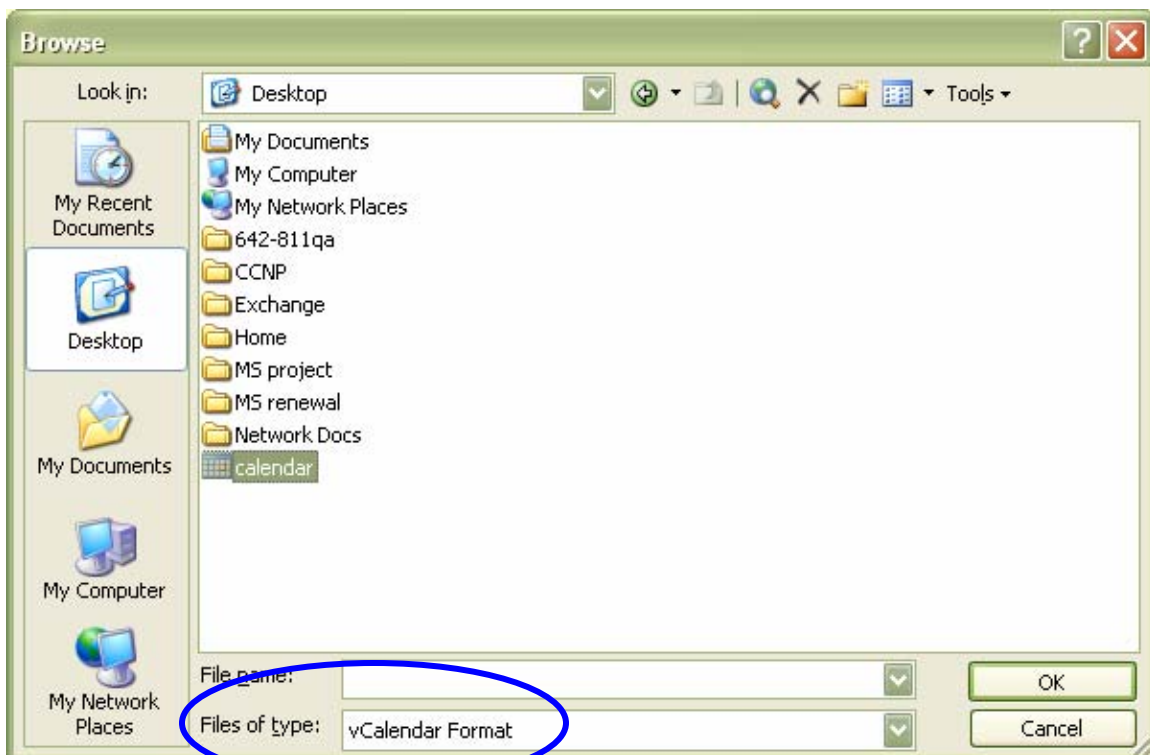 Browse
Look in:
Desktop
Tools
My Recent
Documents
Desktop
My Documents
My Computer
My Network
Places
My Documents
My Computer
My Network Places
642-811qa
CCNP
Exchange
Home
MS project
MS renewal
Network Docs
calendar
File name:
OK
Files of type:
vCalendar Format
Cancel